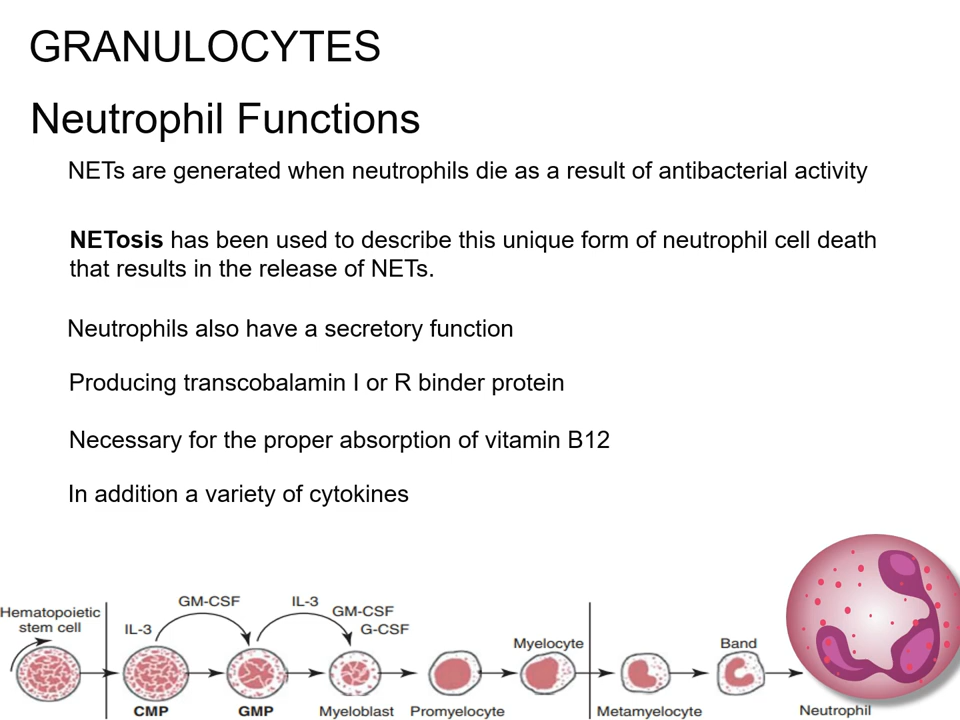 GRANULOCYTES
Neutrophil Functions
NETs are generated when neutrophils die as a result of antibacterial activity
NETosis has been used to describe this unique form of neutrophil cell death
that results in the release of NETs.
Neutrophils also have a secretory function
Producing transcobalamin I or R binder protein
Necessary for the proper absorption of vitamin B12
In addition a variety of cytokines
Hematopoietic
stem cell
IL-3
GM-CSF
IL-3
GM-CSF
G-CSF
Myelocyte
Band
CMP
GMP
Myeloblast
Promyelocyte
Metamyelocyte
Neutrophil